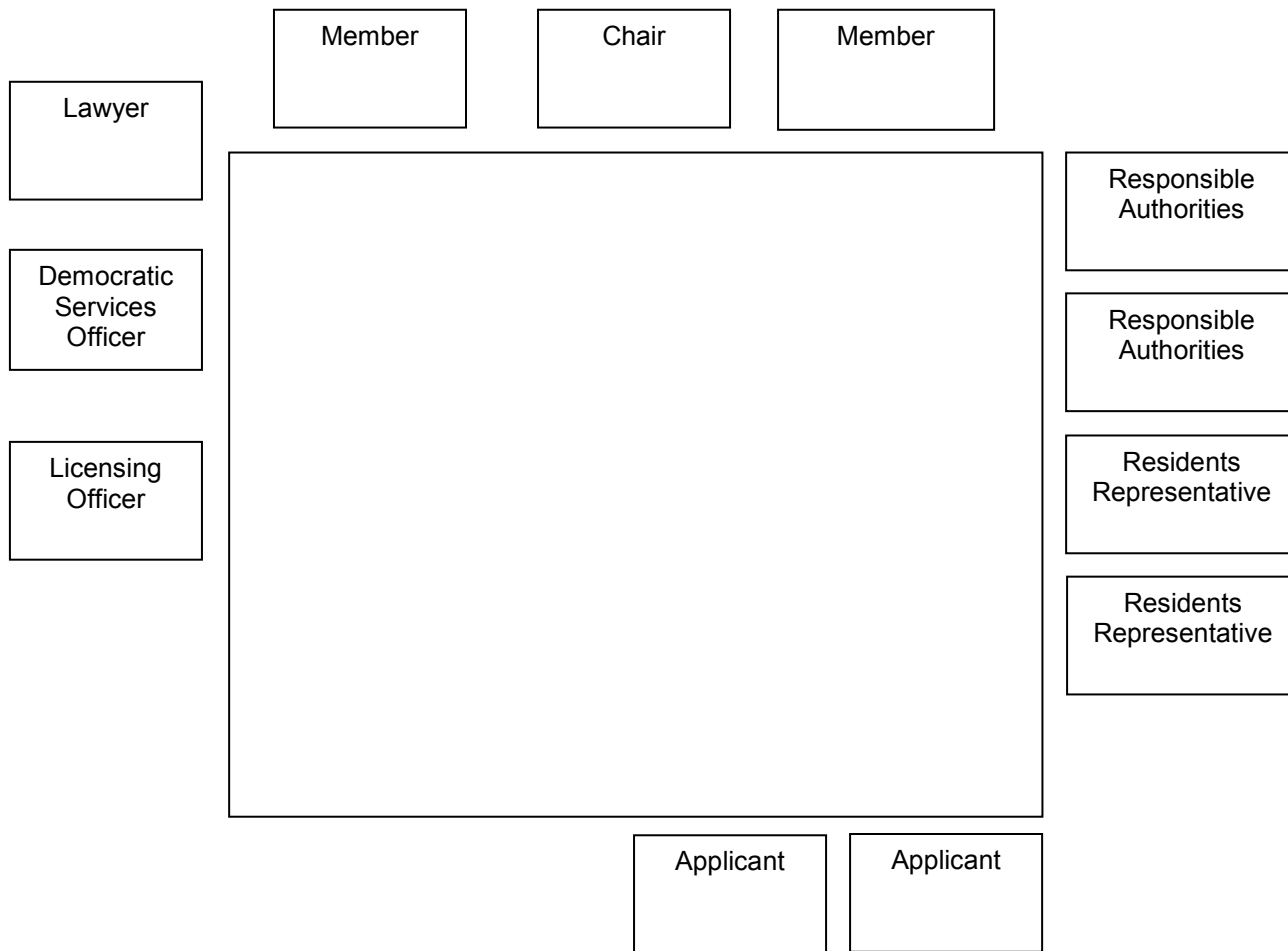 Member
Chair
Member
Lawyer
Democratic
Services
Officer
Licensing
Officer
Responsible
Authorities
Responsible
Authorities
Residents
Representative
Residents
Representative
Applicant
Applicant